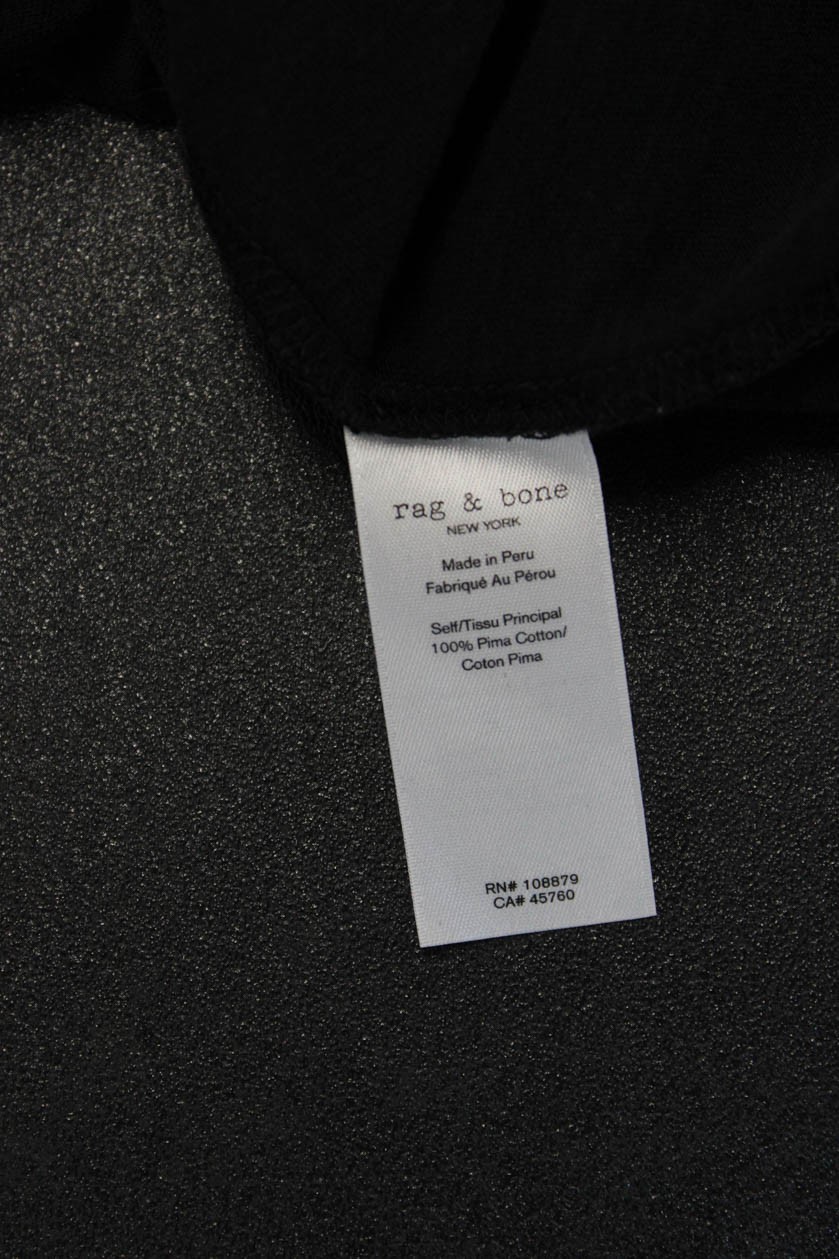 rag & bone
NEW YORK
Made in Peru
Fabriqué Au Pérou
Self/Tissu Principal
100% Pima Cotton/
Coton Pima
RN# 108879
CA# 45760